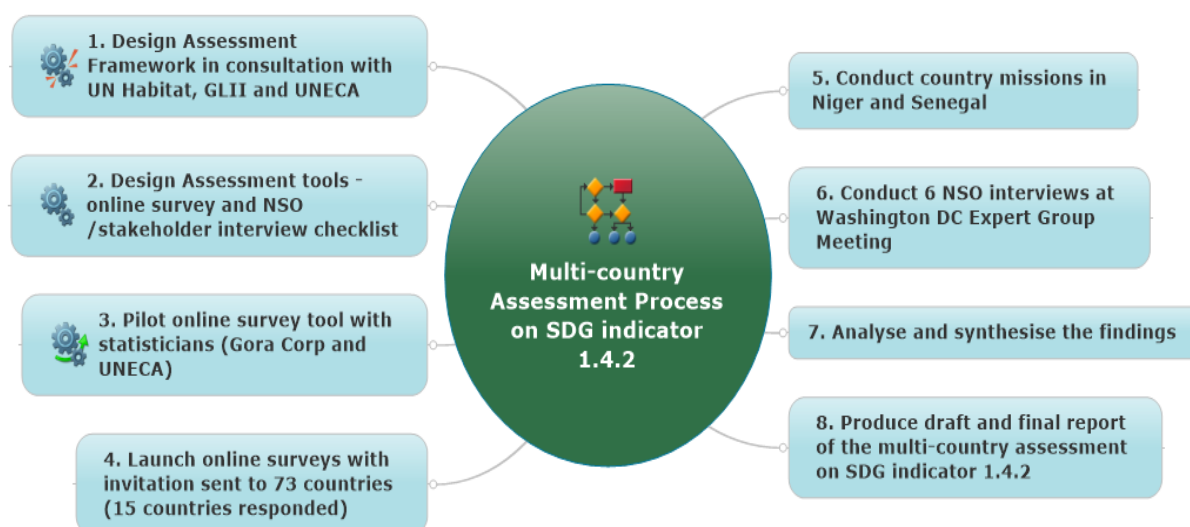 1. Design Assessment
Framework in consultation with
UN Habitat, GLII and UNECA
2. Design Assessment tools -
online survey and NSO
/stakeholder interview checklist
3. Pilot online survey tool with
statisticians (Gora Corp and
UNECA)
4. Launch online surveys with
invitation sent to 73 countries
(15 countries responded)
Multi-country
Assessment Process
on SDG indicator
1.4.2
5. Conduct country missions in
Niger and Senegal
6. Conduct 6 NSO interviews at
Washington DC Expert Group
Meeting
7. Analyse and synthesise the findings
8. Produce draft and final report
of the multi-country assessment
on SDG indicator 1.4.2